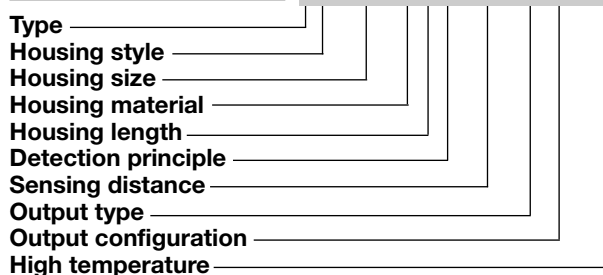 Type
Housing style
Housing size
Housing material
Housing length
Detection principle
Sensing distance
Output type
Output configuration
High temperature